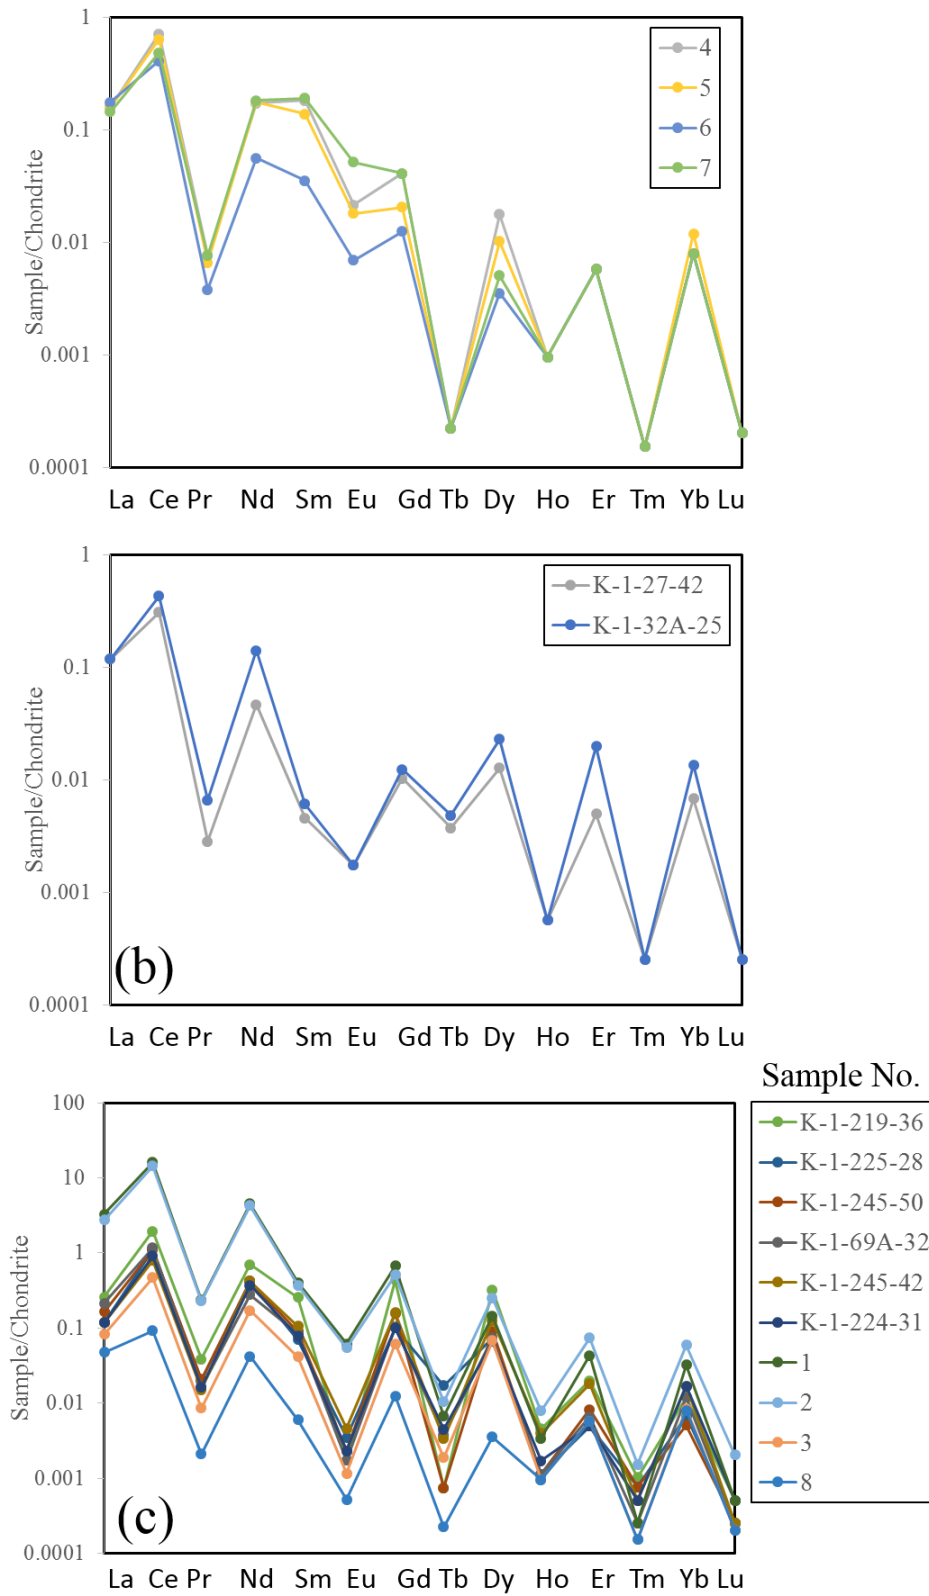 1
0.1
0.01
0.001
0.0001
Sample/Chondrite
4
5
6
7
La Ce Pr Nd Sm Eu Gd Tb Dy Ho Er Tm Yb Lu
1
0.1
0.01
0.001
0.0001
Sample/Chondrite
K-1-27-42
K-1-32A-25
(b)
La Ce Pr Nd Sm Eu Gd Tb Dy Ho Er Tm Yb Lu
100
10
1
0.1
0.01
0.001
0.0001
Sample/Chondrite
Sample No.
K-1-219-36
K-1-225-28
K-1-245-50
K-1-69A-32
K-1-245-42
K-1-224-31
1
2
3
8
(c)
La Ce Pr Nd Sm Eu Gd Tb Dy Ho Er Tm Yb Lu